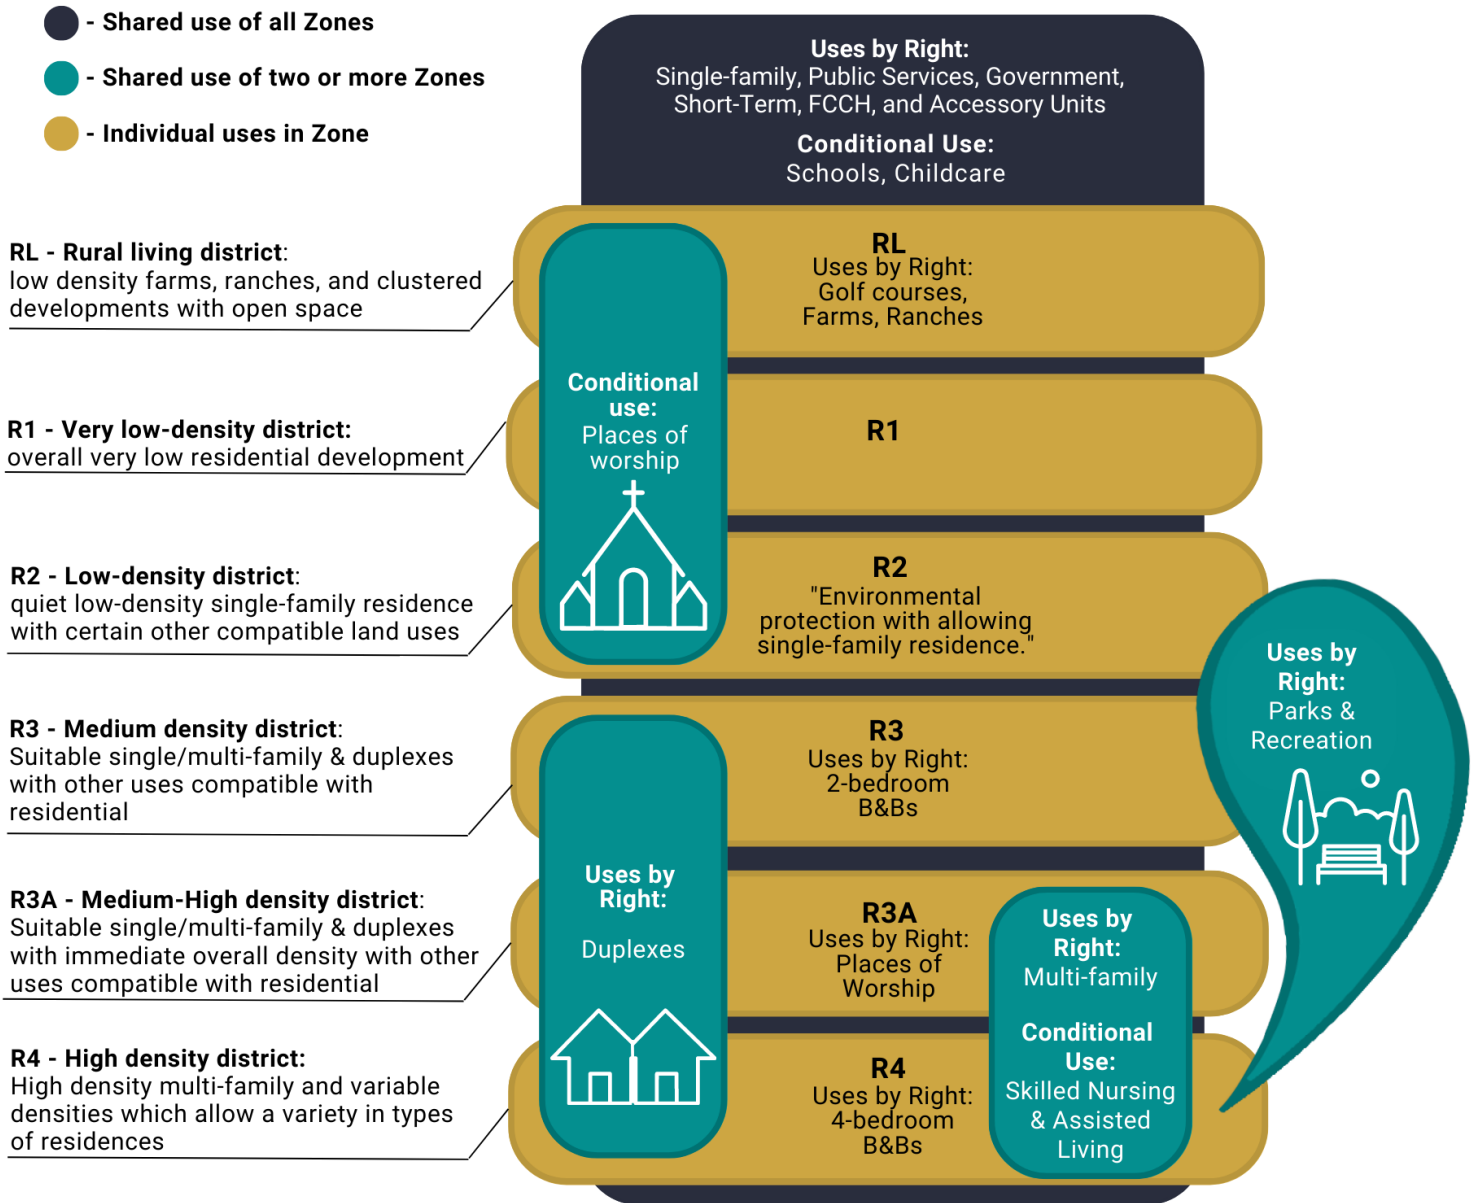 - Shared use of all Zones
- Shared use of two or more Zones
- Individual uses in Zone
Uses by Right:
Single-family, Public Services, Government,
Short-Term, FCCH, and Accessory Units
Conditional Use:
Schools, Childcare
RL - Rural living district:
low density farms, ranches, and clustered
developments with open space
RL
Uses by Right:
Golf courses,
Farms, Ranches
Conditional
use:
Places of
worship
R1 - Very low-density district:
overall very low residential development
R1
R2 - Low-density district:
quiet low-density single-family residence
with certain other compatible land uses
R2
"Environmental
protection with allowing
single-family residence."
Uses by
Right:
Parks &
Recreation
R3 - Medium density district:
Suitable single/multi-family & duplexes
with other uses compatible with
residential
R3
Uses by Right:
2-bedroom
B&Bs
Uses by
Right:
Duplexes
R3A - Medium-High density district:
Suitable single/multi-family & duplexes
with immediate overall density with other
uses compatible with residential
R3A
Uses by Right:
Places of
Worship
Uses by
Right:
Multi-family
Conditional
Use:
Skilled Nursing
& Assisted
Living
R4 - High density district:
High density multi-family and variable
densities which allow a variety in types
of residences
R4
Uses by Right:
4-bedroom
B&Bs